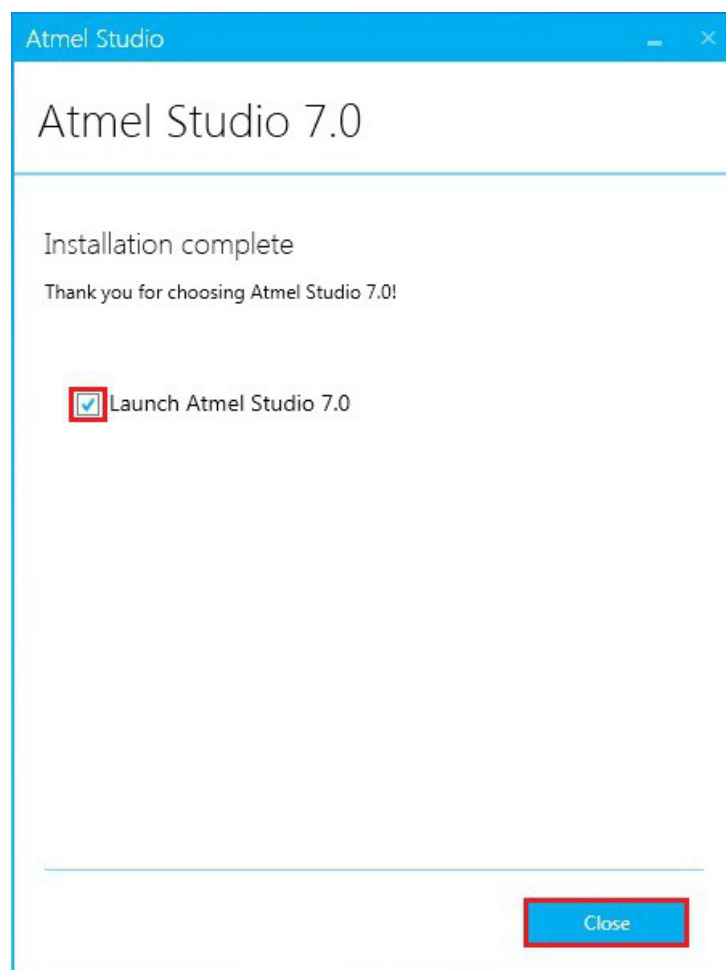 Atmel Studio
Atmel Studio 7.0
Installation complete
Thank you for choosing Atmel Studio 7.0!
Launch Atmel Studio 7.0
Close